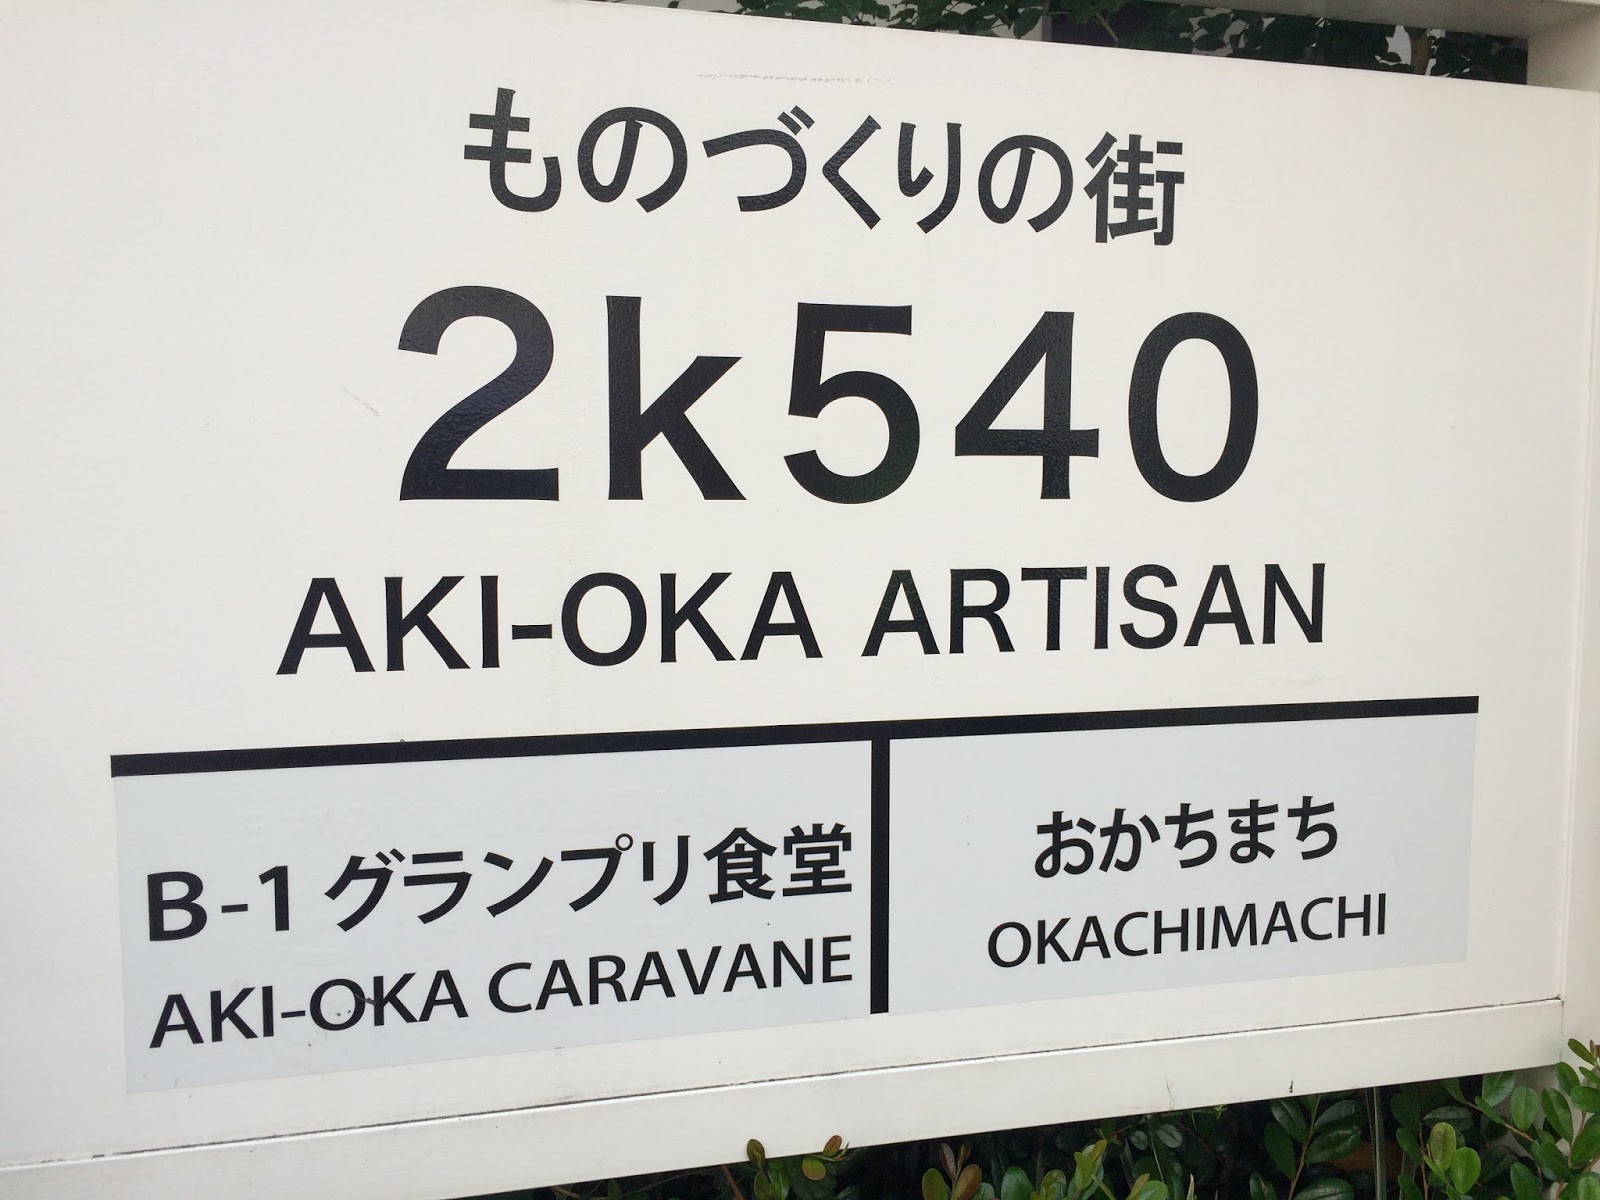 ものづくりの街
2k540
AKI-OKA ARTISAN
B-1グランプリ食堂
AKI-OKA CARAVANE
おかちまち
OKACHIMACHI